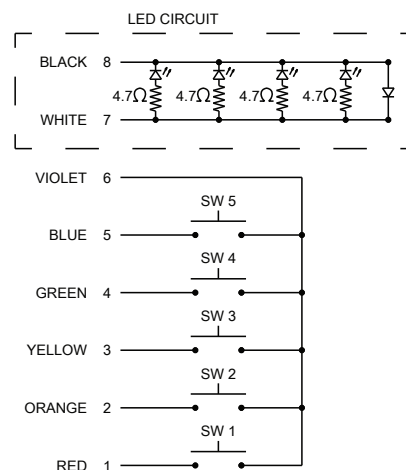 LED CIRCUIT
BLACK 8
4.7Ω 4.7Ω 4.7Ω 4.7Ω
WHITE 7
VIOLET 6
SW 5
BLUE 5
SW 4
GREEN 4
SW 3
YELLOW 3
SW 2
ORANGE 2
SW 1
RED 1